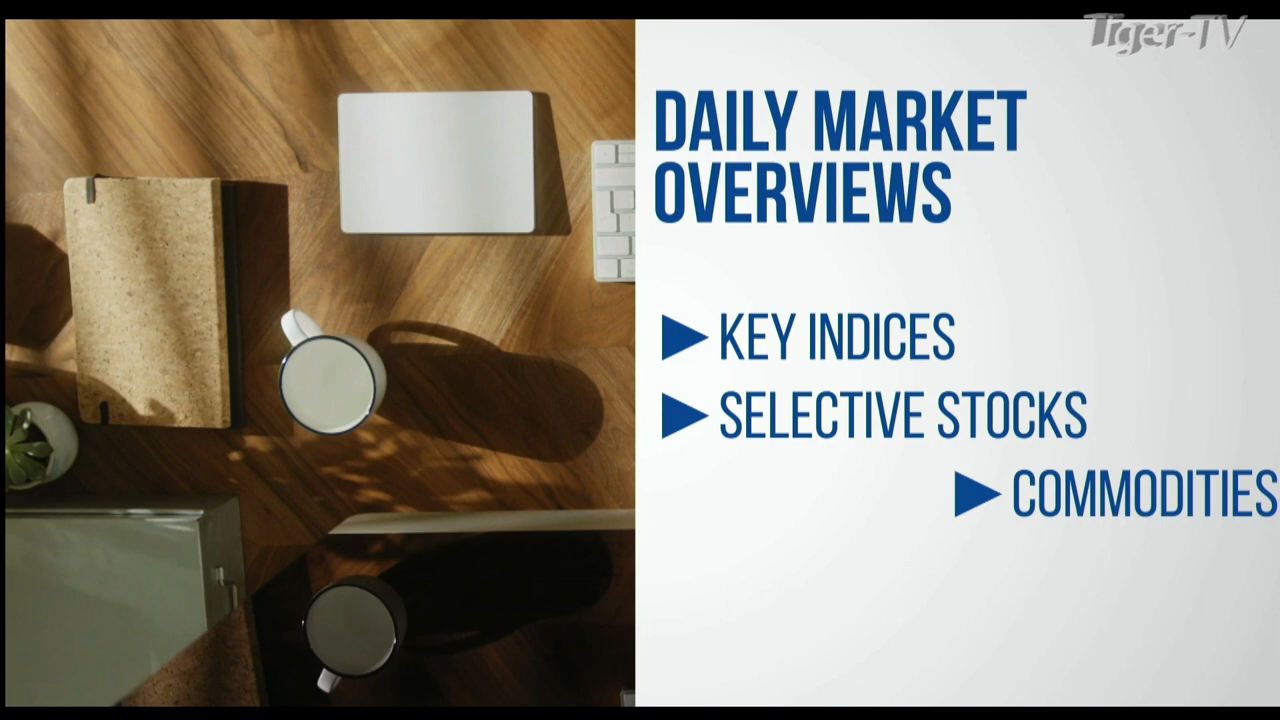 Tiger-TV
DAILY MARKET
OVERVIEWS
KEY INDICES
SELECTIVE STOCKS
COMMODITIES